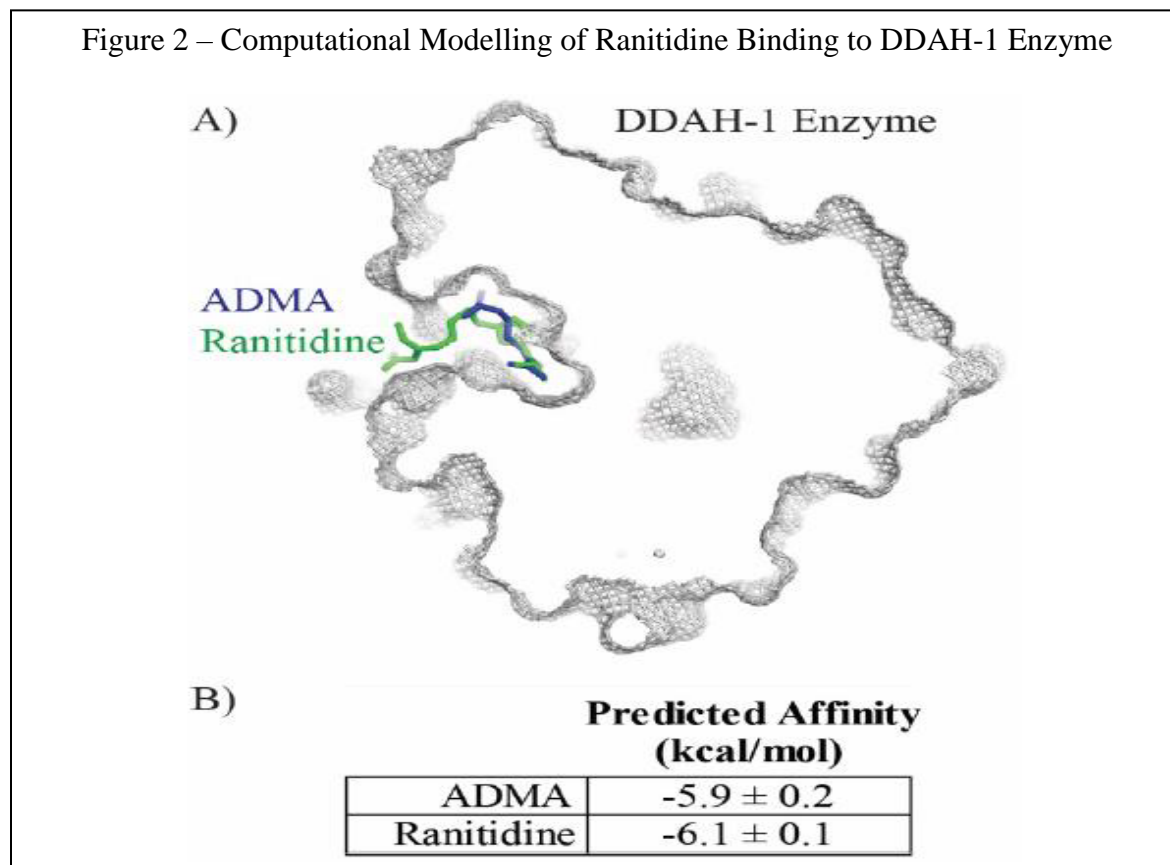 Figure 2 – Computational Modelling of Ranitidine Binding to DDAH-1 Enzyme
A)
DDAH-1 Enzyme
ADMA
Ranitidine
B)
Predicted Affinity
(kcal/mol)
ADMA -5.9 ± 0.2
Ranitidine -6.1 ± 0.1